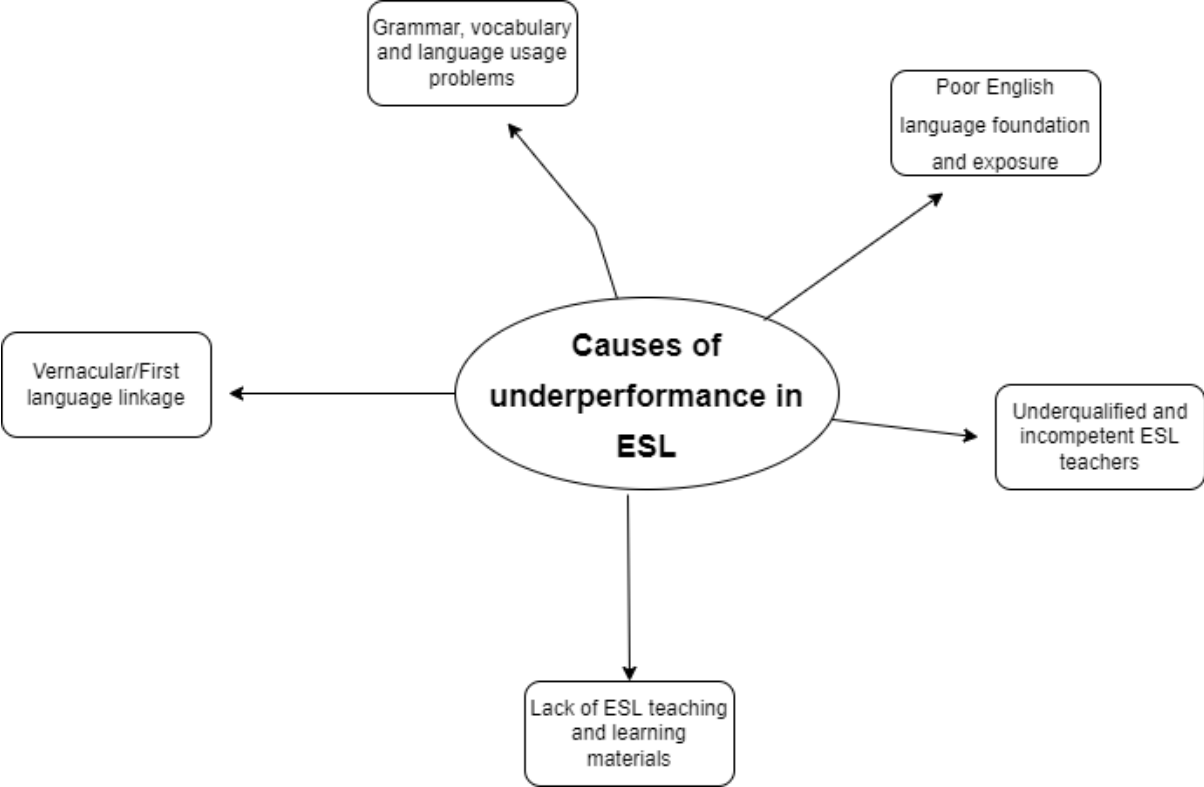 Grammar, vocabulary
and language usage
problems
Poor English
language foundation
and exposure
Causes of
underperformance in
ESL
Vernacular/First
language linkage
Underqualified and
incompetent ESL
teachers
Lack of ESL teaching
and learning
materials